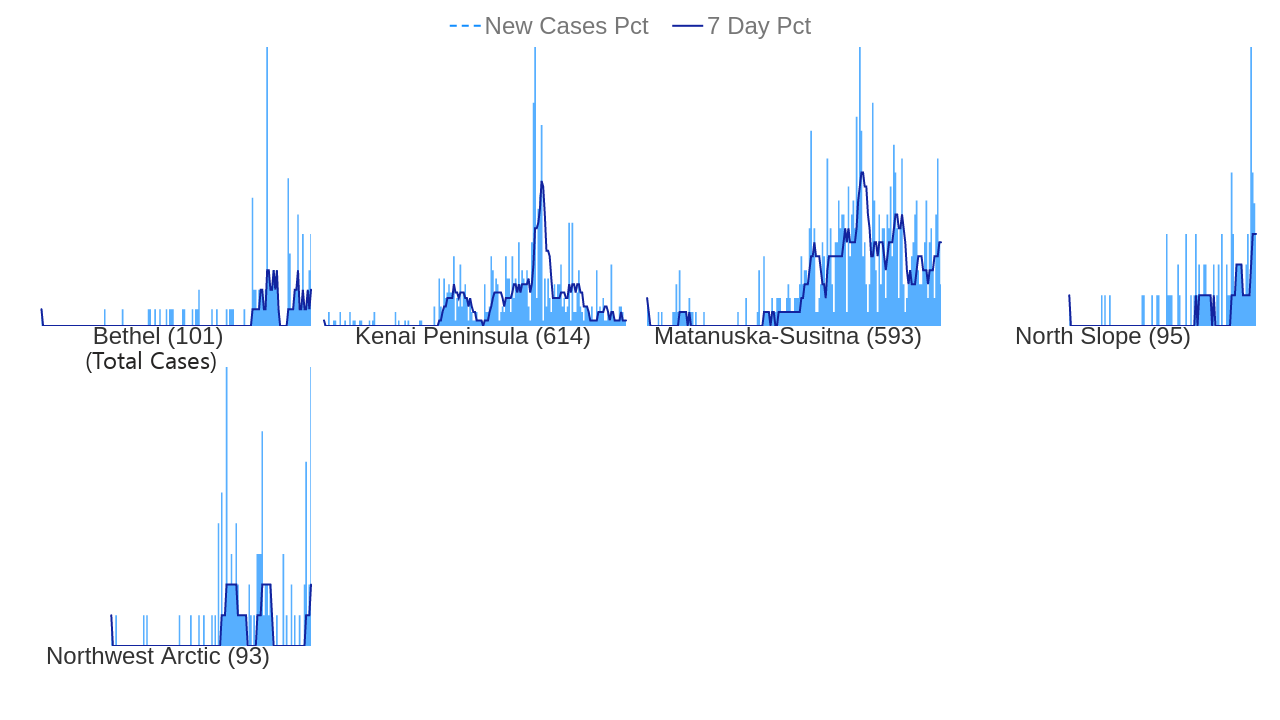 New Cases Pct 7 Day Pct
Bethel (101)
(Total Cases)
Kenai Peninsula (614)
Matanuska-Susitna (593)
North Slope (95)
Northwest Arctic (93)